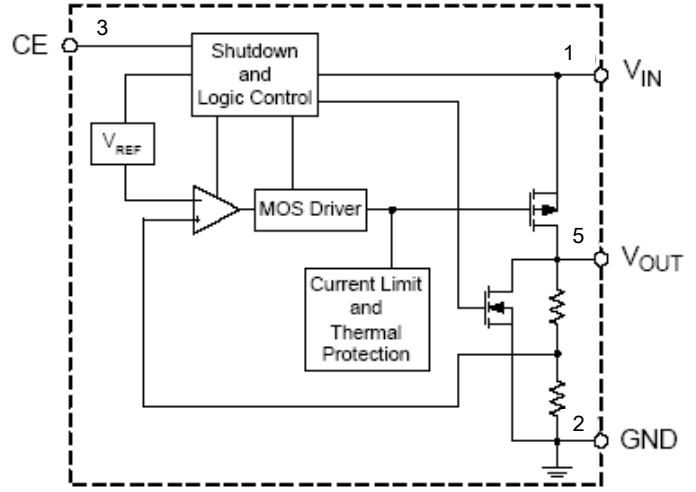 CE
3
Shutdown
and
Logic Control
1
VIN
VREF
−
+
MOS Driver
5
VOUT
Current Limit
and
Thermal
Protection
2
GND